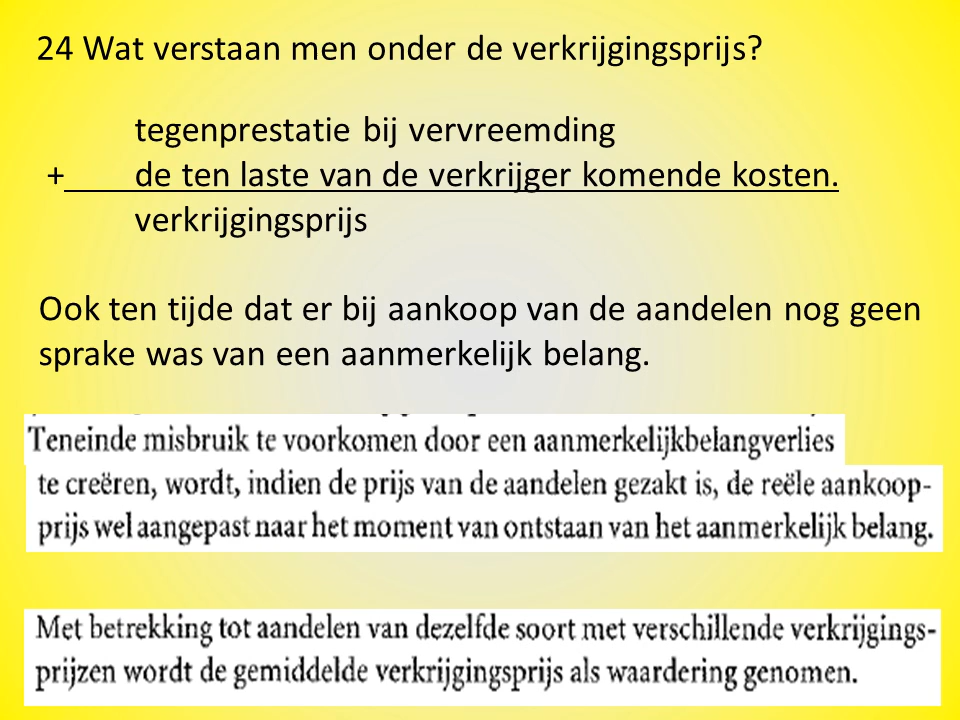 24 Wat verstaan men onder de verkrijgingsprijs?
tegenprestatie bij vervreemding
+ de ten laste van de verkrijger komende kosten.
verkrijgingsprijs
Ook ten tijde dat er bij aankoop van de aandelen nog geen
sprake was van een aanmerkelijk belang.
Teneinde misbruik te voorkomen door een aanmerkelijkbelangverlies
te creëren, wordt, indien de prijs van de aandelen gezakt is, de reële aankoop-
prijs wel aangepast naar het moment van ontstaan van het aanmerkelijk belang.
Met betrekking tot aandelen van dezelfde soort met verschillende verkrijgings-
prijzen wordt de gemiddelde verkrijgingsprijs als waardering genomen.